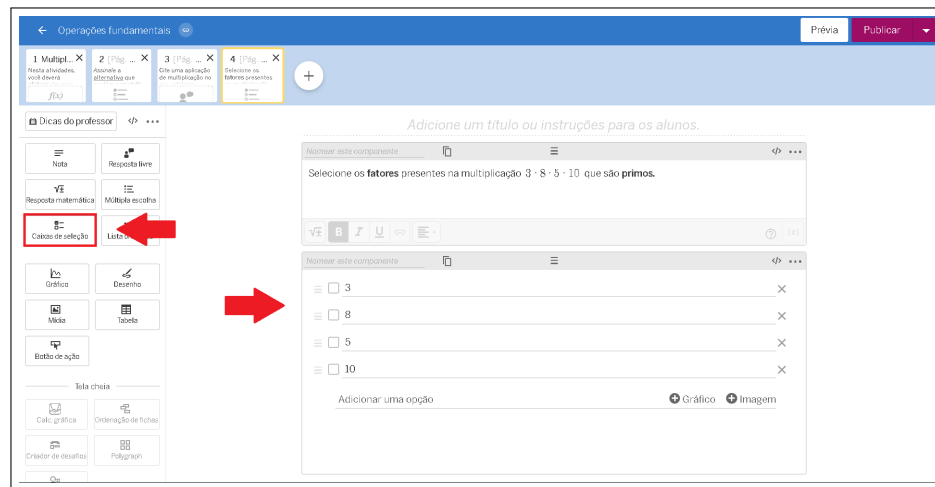 Operações fundamentais
Prévia
Publicar
1 Multipl...
Nesta atividades,
você deverá
f(x)
2 [Pág. ...
Assinale a
alternativa que
3 [Pág. ...
Cite uma aplicação
de multiplicação no
4 [Pág. ...
Selecione os
fatores presentes
Dicas do professor
Nota
Resposta livre
Resposta matemática
Múltipla escolha
Caixas de seleção
Lista
Gráfico
Desenho
Mídia
Tabela
Botão de ação
Tela cheia
Calc. gráfica
Ordenação de fichas
Criador de desafios
Polygraph
Adicione um título ou instruções para os alunos.
Nomear este componente
Selecione os fatores presentes na multiplicação 3 · 8 · 5 · 10 que são primos.
B I U
Nomear este componente
3
8
5
10
Adicionar uma opção
Gráfico
Imagem